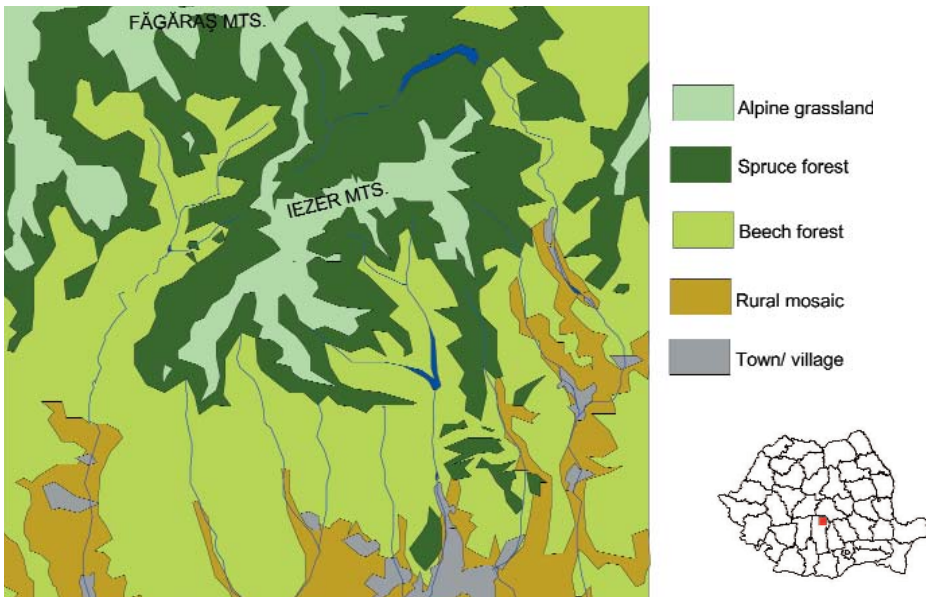 FĂGĂRAŞ MTS.
IEZER MTS.
Alpine grassland
Spruce forest
Beech forest
Rural mosaic
Town/ village